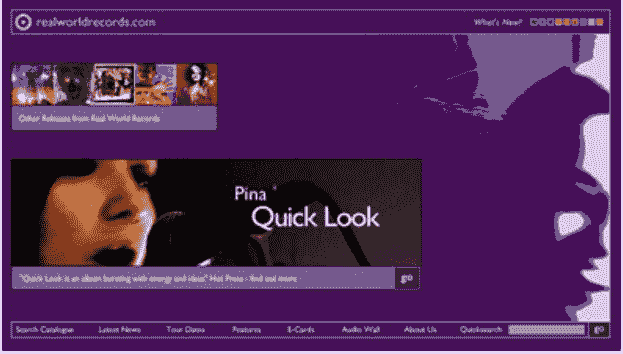 realworldrecords.com
What's New?
Other Releases from Real World Records
Pina
Quick Look
"Quick Look is an album bursting with energy and ideas" Hot Press - find out more
go
Search Catalogue Latest News Tour Dates Features E-Cards Audio Wall About Us Quicksearch go